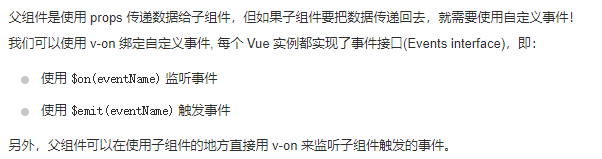 父组件是使用 props 传递数据给子组件，但如果子组件要把数据传递回去，就需要使用自定义事件！
我们可以使用 v-on 绑定自定义事件, 每个 Vue 实例都实现了事件接口(Events interface)，即：
使用 $on(eventName) 监听事件
使用 $emit(eventName) 触发事件
另外，父组件可以在使用子组件的地方直接用 v-on 来监听子组件触发的事件。